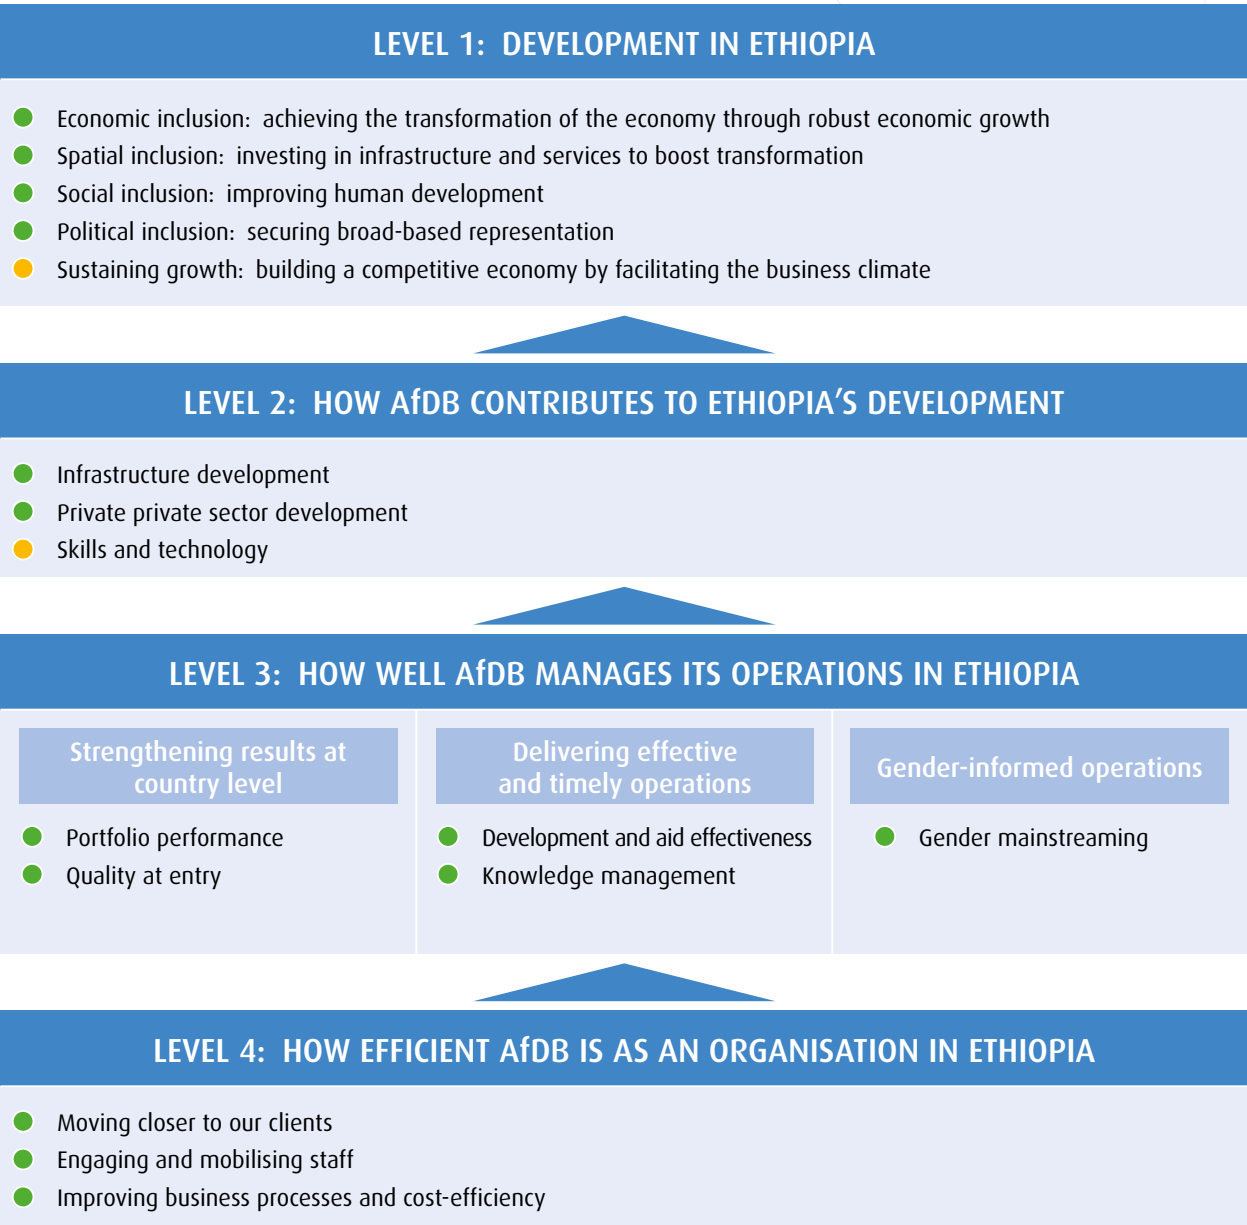 LEVEL 1: DEVELOPMENT IN ETHIOPIA
Economic inclusion: achieving the transformation of the economy through robust economic growth
Spatial inclusion: investing in infrastructure and services to boost transformation
Social inclusion: improving human development
Political inclusion: securing broad-based representation
Sustaining growth: building a competitive economy by facilitating the business climate
LEVEL 2: HOW AfDB CONTRIBUTES TO ETHIOPIA'S DEVELOPMENT
Infrastructure development
Private private sector development
Skills and technology
LEVEL 3: HOW WELL AfDB MANAGES ITS OPERATIONS IN ETHIOPIA
Strengthening results at
country level
Portfolio performance
Quality at entry
Delivering effective
and timely operations
Development and aid effectiveness
Knowledge management
Gender-informed operations
Gender mainstreaming
LEVEL 4: HOW EFFICIENT AfDB IS AS AN ORGANISATION IN ETHIOPIA
Moving closer to our clients
Engaging and mobilising staff
Improving business processes and cost-efficiency